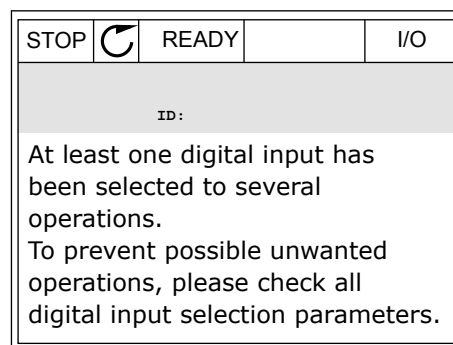 STOP READY I/O
ID:
At least one digital input has
been selected to several
operations.
To prevent possible unwanted
operations, please check all
digital input selection parameters.